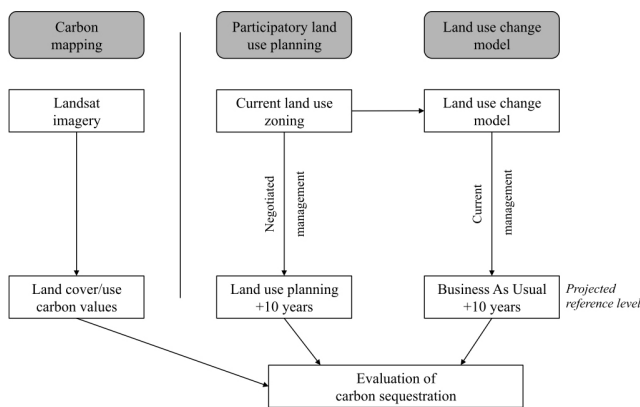 Carbon
mapping
Participatory land
use planning
Land use change
model
Landsat
imagery
Current land use
zoning
Land use change
model
Negotiated
management
Current
management
Land cover/use
carbon values
Land use planning
+10 years
Business As Usual
+10 years
Projected
reference level
Evaluation of
carbon sequestration